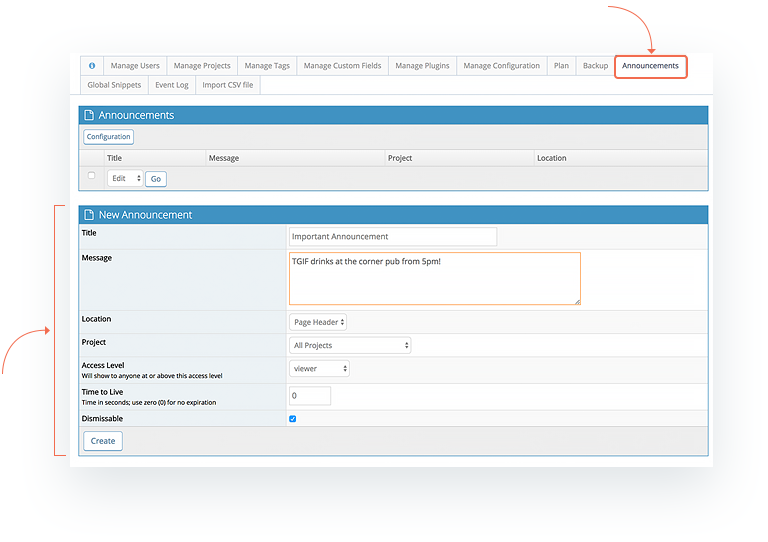 Manage Users Manage Projects Manage Tags Manage Custom Fields Manage Plugins Manage Configuration Plan Backup Announcements
Global Snippets Event Log Import CSV file
Announcements
Configuration
Title Message Project Location
Edit Go
New Announcement
Title Important Announcement
Message TGIF drinks at the corner pub from 5pm!
Location Page Header
Project All Projects
Access Level viewer
Will show to anyone at or above this access level
Time to Live 0
Time in seconds; use zero (0) for no expiration
Dismissable
Create